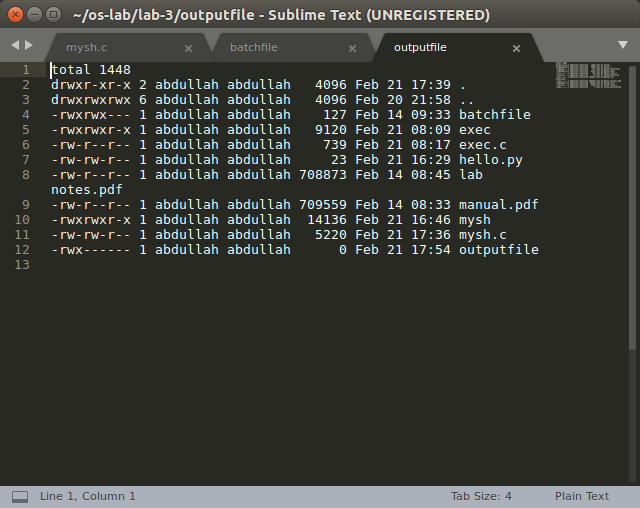 ~/os-lab/lab-3/outputfile - Sublime Text (UNREGISTERED)
mysh.c batchfile outputfile
1 total 1448
2 drwxr-xr-x 2 abdullah abdullah   4096 Feb 21 17:39 .
3 drwxrwxrwx 6 abdullah abdullah   4096 Feb 20 21:58 ..
4 -rwxrwx--- 1 abdullah abdullah    127 Feb 14 09:33 batchfile
5 -rwxrwxr-x 1 abdullah abdullah   9120 Feb 21 08:09 exec
6 -rw-r--r-- 1 abdullah abdullah    739 Feb 21 08:17 exec.c
7 -rw-rw-r-- 1 abdullah abdullah     23 Feb 21 16:29 hello.py
8 -rw-r--r-- 1 abdullah abdullah 708873 Feb 14 08:45 lab
notes.pdf
9 -rw-r--r-- 1 abdullah abdullah 709559 Feb 14 08:33 manual.pdf
10 -rwxrwxr-x 1 abdullah abdullah  14136 Feb 21 16:46 mysh
11 -rw-rw-r-- 1 abdullah abdullah   5220 Feb 21 17:36 mysh.c
12 -rwx------ 1 abdullah abdullah      0 Feb 21 17:54 outputfile
13
Line 1, Column 1 Tab Size: 4 Plain Text